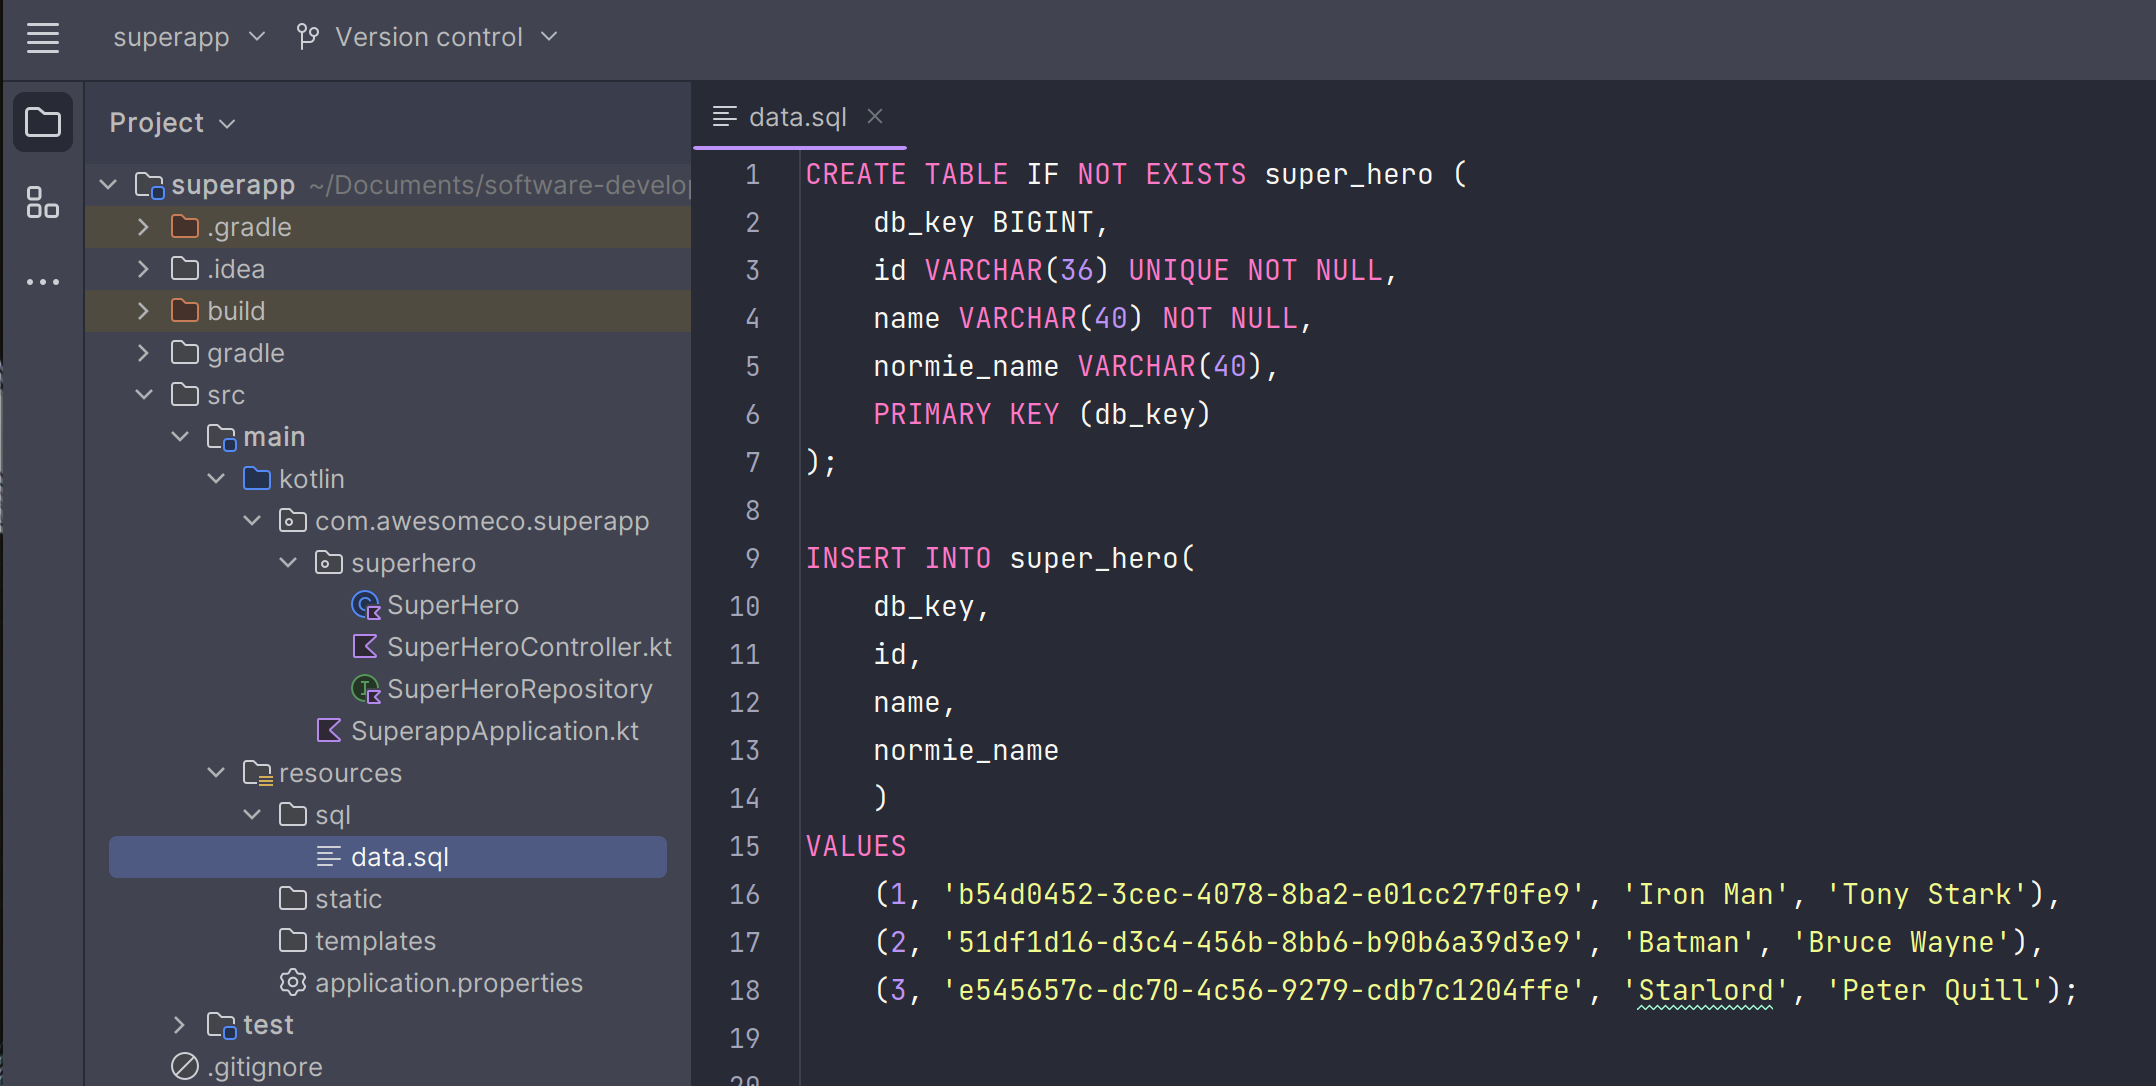 superapp
Version control
Project
superapp ~/Documents/software-develop
.gradle
.idea
build
gradle
src
main
kotlin
com.awesomeco.superapp
superhero
SuperHero
SuperHeroController.kt
SuperHeroRepository
SuperappApplication.kt
resources
sql
data.sql
static
templates
application.properties
test
.gitignore
data.sql
1 CREATE TABLE IF NOT EXISTS super_hero (
2     db_key BIGINT,
3     id VARCHAR(36) UNIQUE NOT NULL,
4     name VARCHAR(40) NOT NULL,
5     normie_name VARCHAR(40),
6     PRIMARY KEY (db_key)
7 );
8
9 INSERT INTO super_hero(
10     db_key,
11     id,
12     name,
13     normie_name
14     )
15 VALUES
16     (1, 'b54d0452-3cec-4078-8ba2-e01cc27f0fe9', 'Iron Man', 'Tony Stark'),
17     (2, '51df1d16-d3c4-456b-8bb6-b90b6a39d3e9', 'Batman', 'Bruce Wayne'),
18     (3, 'e545657c-dc70-4c56-9279-cdb7c1204ffe', 'Starlord', 'Peter Quill');
19
20